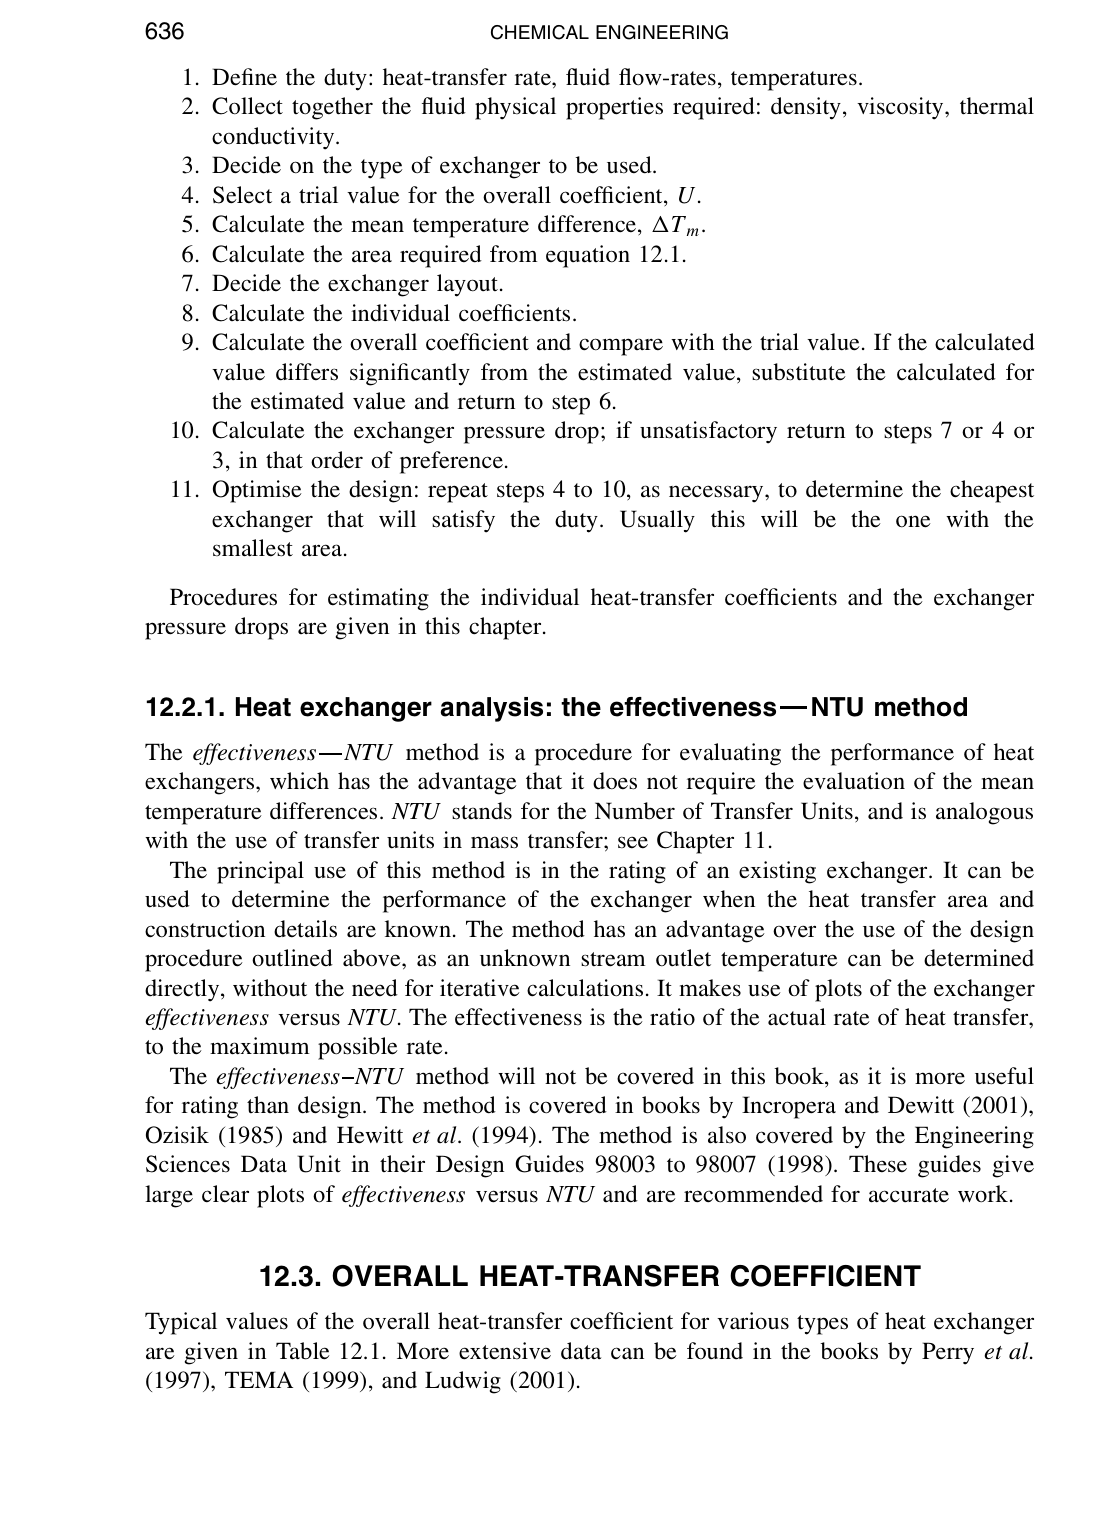 636
CHEMICAL ENGINEERING
1. Define the duty: heat-transfer rate, fluid flow-rates, temperatures.
2. Collect together the fluid physical properties required: density, viscosity, thermal
conductivity.
3. Decide on the type of exchanger to be used.
4. Select a trial value for the overall coefficient, U.
5. Calculate the mean temperature difference, ΔTm.
6. Calculate the area required from equation 12.1.
7. Decide the exchanger layout.
8. Calculate the individual coefficients.
9. Calculate the overall coefficient and compare with the trial value. If the calculated
value differs significantly from the estimated value, substitute the calculated for
the estimated value and return to step 6.
10. Calculate the exchanger pressure drop; if unsatisfactory return to steps 7 or 4 or
3, in that order of preference.
11. Optimise the design: repeat steps 4 to 10, as necessary, to determine the cheapest
exchanger that will satisfy the duty. Usually this will be the one with the
smallest area.
Procedures for estimating the individual heat-transfer coefficients and the exchanger
pressure drops are given in this chapter.
12.2.1. Heat exchanger analysis: the effectiveness—NTU method
The effectiveness—NTU method is a procedure for evaluating the performance of heat
exchangers, which has the advantage that it does not require the evaluation of the mean
temperature differences. NTU stands for the Number of Transfer Units, and is analogous
with the use of transfer units in mass transfer; see Chapter 11.
The principal use of this method is in the rating of an existing exchanger. It can be
used to determine the performance of the exchanger when the heat transfer area and
construction details are known. The method has an advantage over the use of the design
procedure outlined above, as an unknown stream outlet temperature can be determined
directly, without the need for iterative calculations. It makes use of plots of the exchanger
effectiveness versus NTU. The effectiveness is the ratio of the actual rate of heat transfer,
to the maximum possible rate.
The effectiveness–NTU method will not be covered in this book, as it is more useful
for rating than design. The method is covered in books by Incropera and Dewitt (2001),
Ozisik (1985) and Hewitt et al. (1994). The method is also covered by the Engineering
Sciences Data Unit in their Design Guides 98003 to 98007 (1998). These guides give
large clear plots of effectiveness versus NTU and are recommended for accurate work.
12.3. OVERALL HEAT-TRANSFER COEFFICIENT
Typical values of the overall heat-transfer coefficient for various types of heat exchanger
are given in Table 12.1. More extensive data can be found in the books by Perry et al.
(1997), TEMA (1999), and Ludwig (2001).